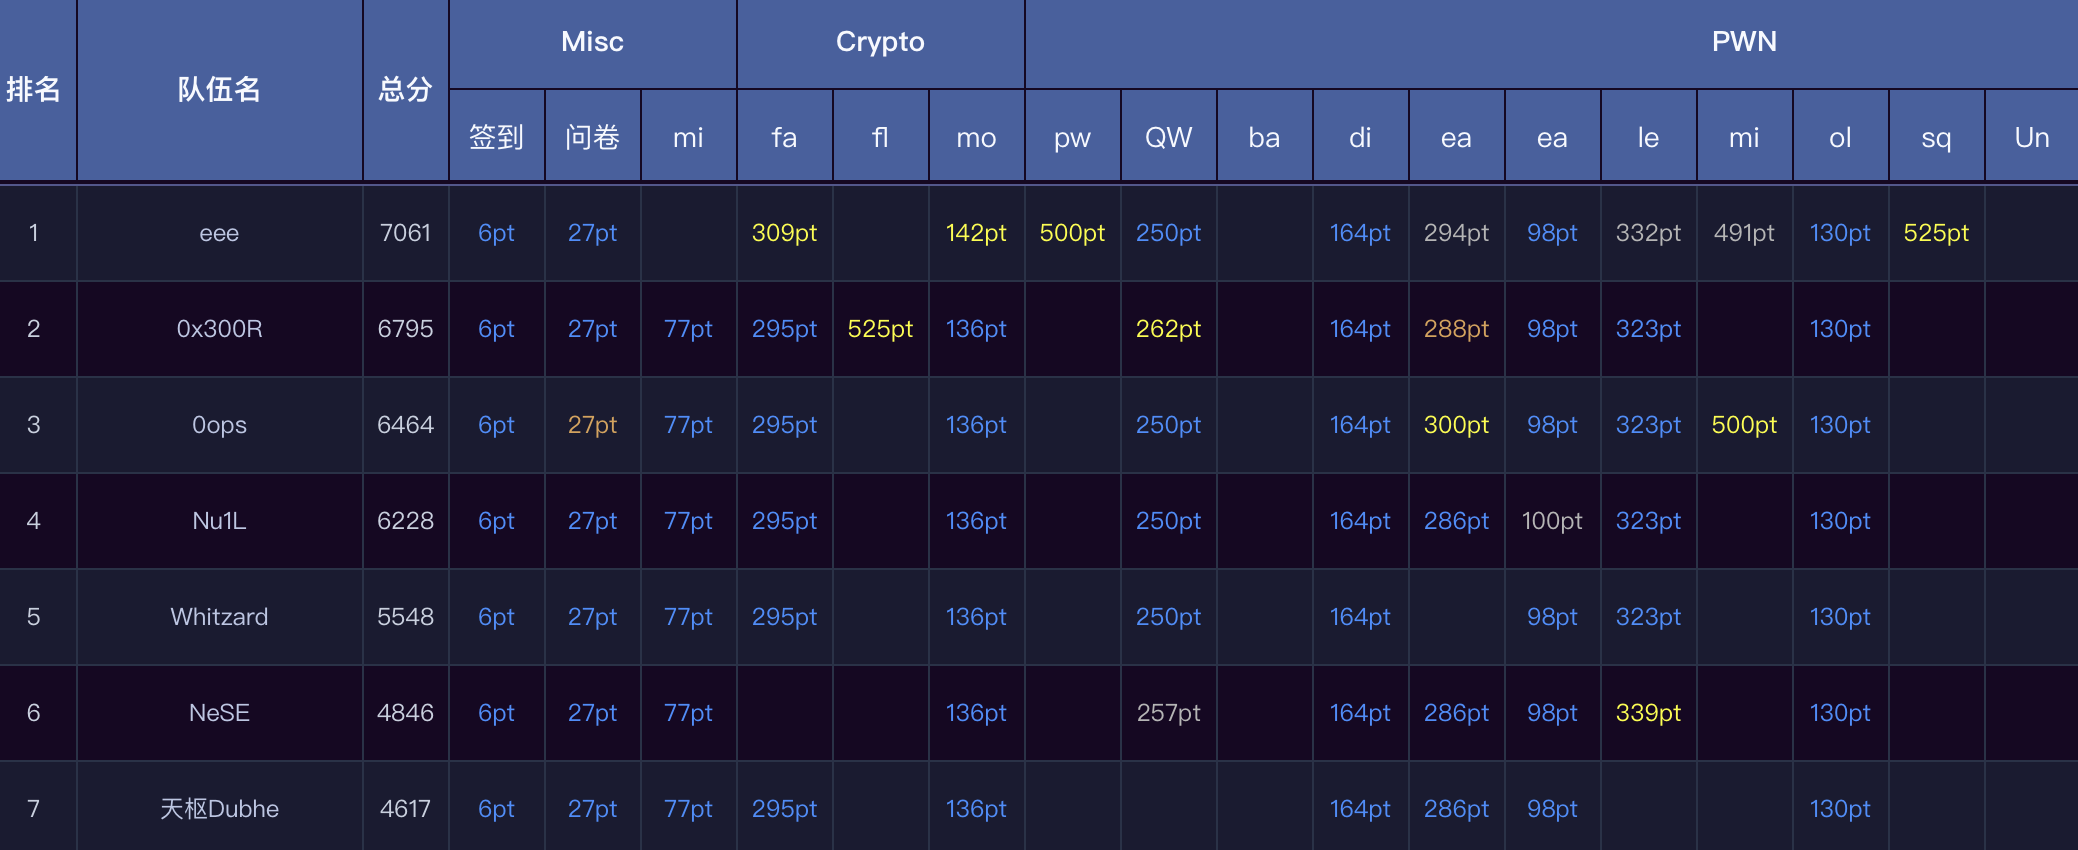 排名 队伍名 总分 Misc Crypto PWN
签到 问卷 mi fa fl mo pw QW ba di ea ea le mi ol sq Un
1 eee 7061 6pt 27pt 309pt 142pt 500pt 250pt 164pt 294pt 98pt 332pt 491pt 130pt 525pt
2 0x300R 6795 6pt 27pt 77pt 295pt 525pt 136pt 262pt 164pt 288pt 98pt 323pt 130pt
3 0ops 6464 6pt 27pt 77pt 295pt 136pt 250pt 164pt 300pt 98pt 323pt 500pt 130pt
4 Nu1L 6228 6pt 27pt 77pt 295pt 136pt 250pt 164pt 286pt 100pt 323pt 130pt
5 Whitzard 5548 6pt 27pt 77pt 295pt 136pt 250pt 164pt 98pt 323pt 130pt
6 NeSE 4846 6pt 27pt 77pt 136pt 257pt 164pt 286pt 98pt 339pt 130pt
7 天枢Dubhe 4617 6pt 27pt 77pt 295pt 136pt 164pt 286pt 98pt 130pt